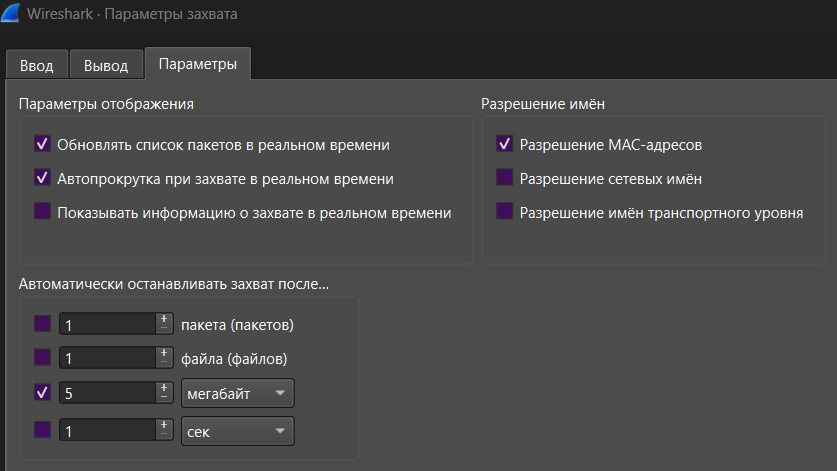 Wireshark · Параметры захвата
Ввод
Вывод
Параметры
Параметры отображения
Обновлять список пакетов в реальном времени
Автопрокрутка при захвате в реальном времени
Показывать информацию о захвате в реальном времени
Разрешение имён
Разрешение MAC-адресов
Разрешение сетевых имён
Разрешение имён транспортного уровня
Автоматически останавливать захват после...
1 пакета (пакетов)
1 файла (файлов)
5 мегабайт
1 сек